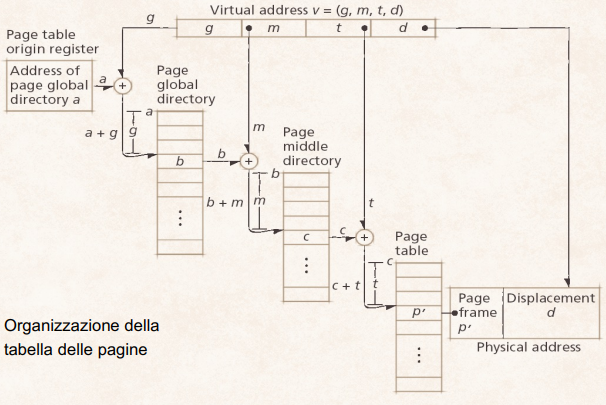 Virtual address v = (g, m, t, d)
g
g
m
t
d
Page table
origin register
Address of
page global
directory a
a
+
Page
global
directory
a
g
a + g
b
b
+
m
Page
middle
directory
b
m
b + m
c
c
+
t
Page
table
c
t
c + t
p′
Page
frame
p′
Displacement
d
Physical address
Organizzazione della
tabella delle pagine